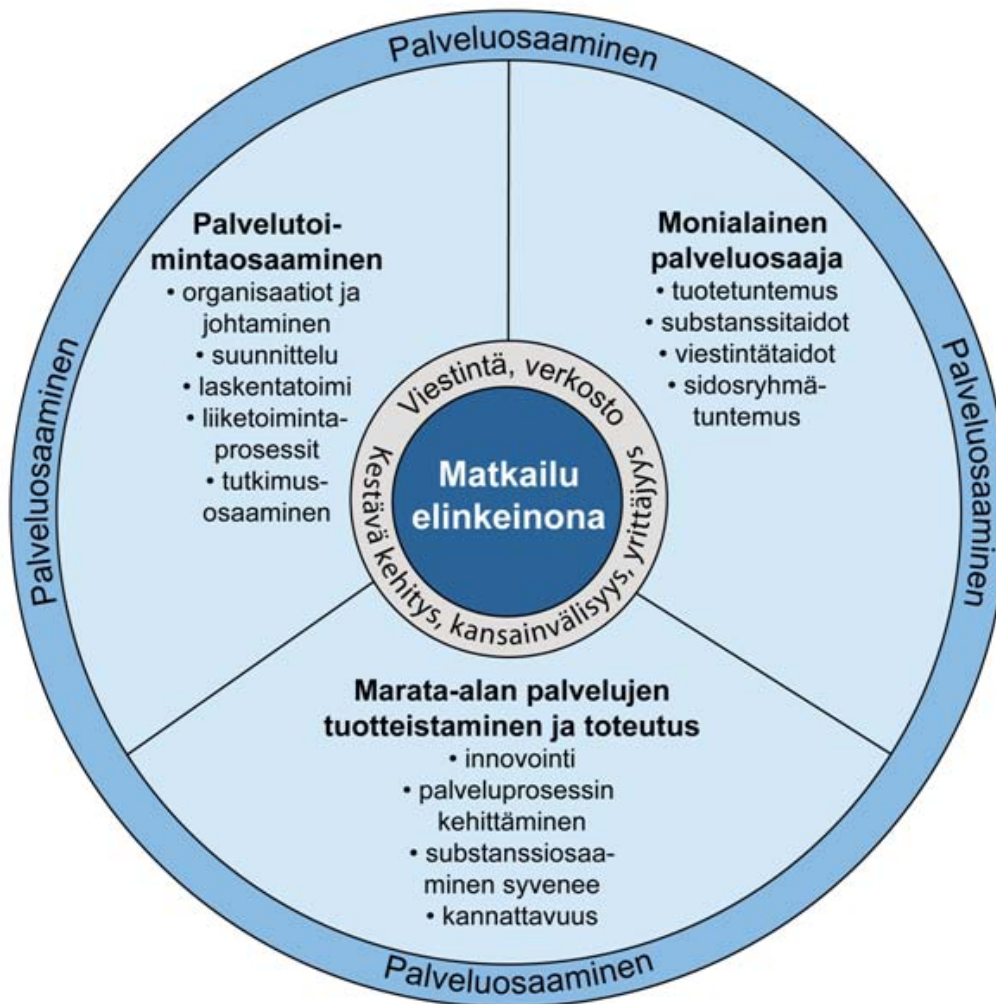 Palveluosaaminen
Palvelutoi-
mintaosaaminen
• organisaatiot ja
johtaminen
• suunnittelu
• laskentatoimi
• liiketoiminta-
prosessit
• tutkimus-
osaaminen
Monialainen
palveluosaaja
• tuotetuntemus
• substanssitaidot
• viestintätaidot
• sidosryhmä-
tuntemus
Palveluosaaminen
Palveluosaaminen
Viestintä, verkosto
Matkailu
elinkeinona
Kestävä kehitys, kansainvälisyys, yrittäjyys
Marata-alan palvelujen
tuotteistaminen ja toteutus
• innovointi
• palveluprosessin
kehittäminen
• substanssiosaa-
minen syvenee
• kannattavuus
Palveluosaaminen